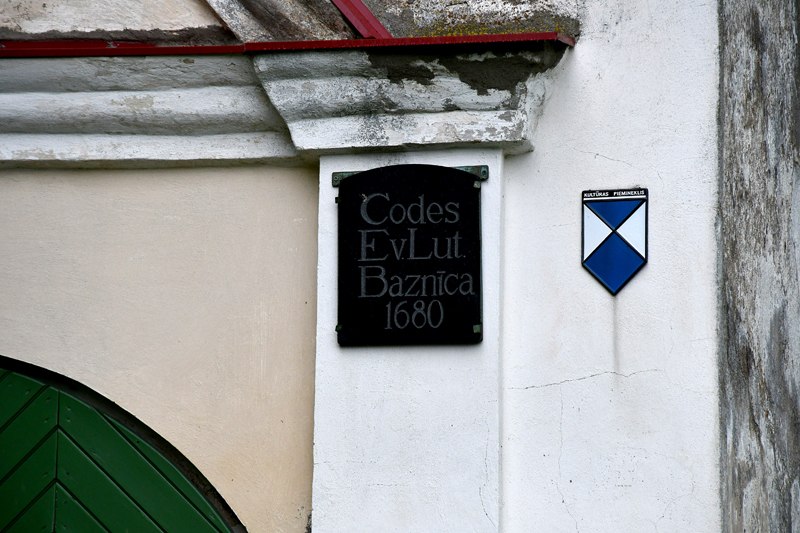 Codes
Ev. Lut.
Baznīca
1680
KULTŪRAS PIEMINEKLIS